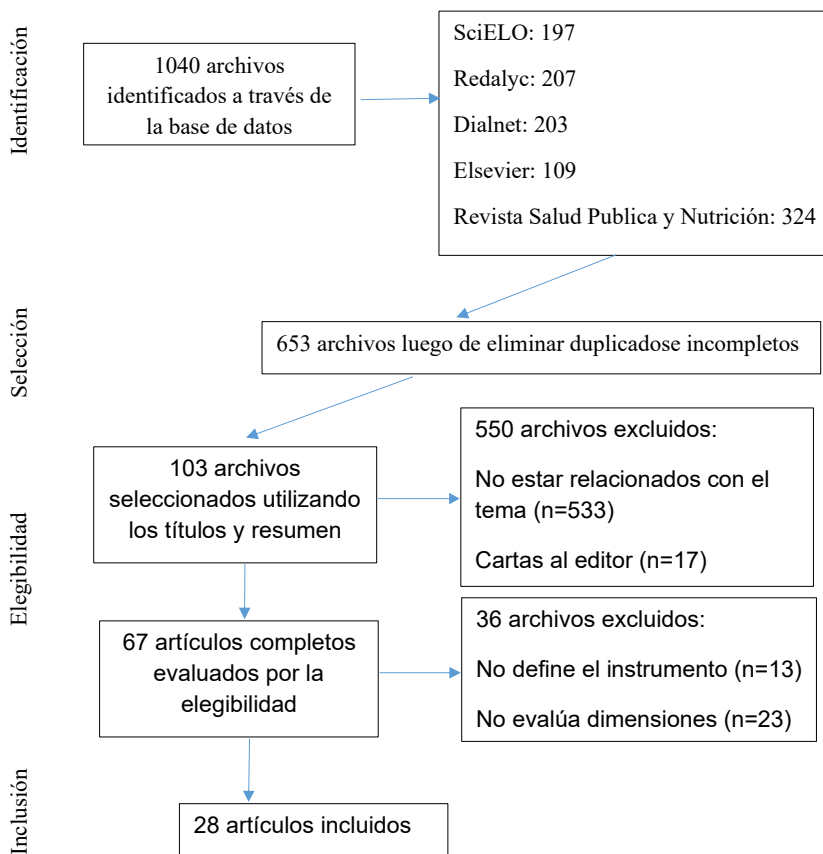 Identificación
1040 archivos
identificados a través de
la base de datos
SciELO: 197
Redalyc: 207
Dialnet: 203
Elsevier: 109
Revista Salud Publica y Nutrición: 324
Selección
653 archivos luego de eliminar duplicadose incompletos
Elegibilidad
103 archivos
seleccionados utilizando
los títulos y resumen
550 archivos excluidos:
No estar relacionados con el
tema (n=533)
Cartas al editor (n=17)
67 artículos completos
evaluados por la
elegibilidad
36 archivos excluidos:
No define el instrumento (n=13)
No evalúa dimensiones (n=23)
Inclusión
28 artículos incluidos